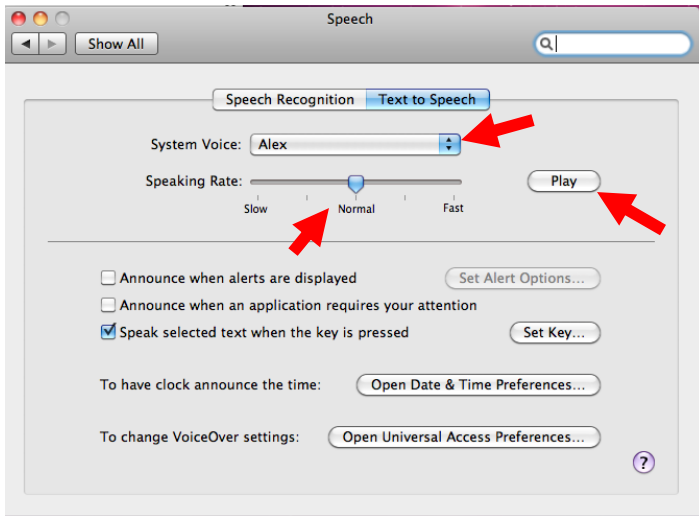 Speech
Show All
Speech Recognition Text to Speech
System Voice: Alex
Speaking Rate:
Play
Slow Normal Fast
Announce when alerts are displayed Set Alert Options...
Announce when an application requires your attention
Speak selected text when the key is pressed Set Key...
To have clock announce the time: Open Date & Time Preferences...
To change VoiceOver settings: Open Universal Access Preferences...
?